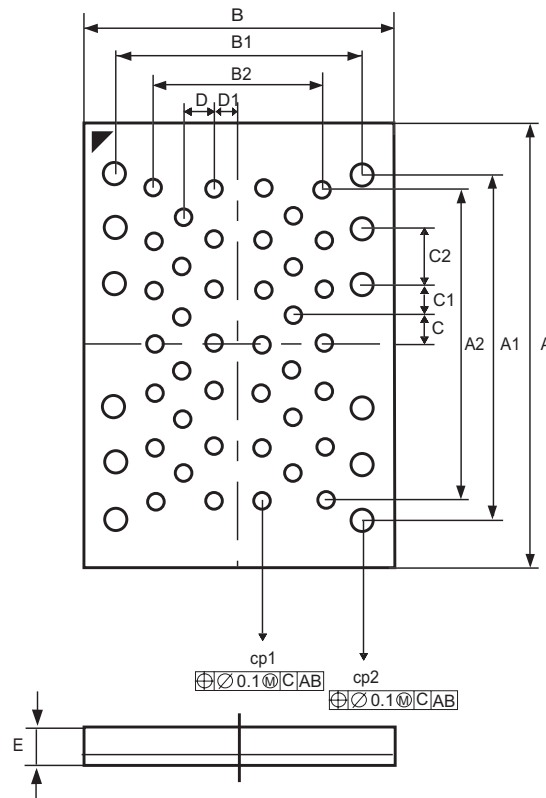 B
B1
B2
D D1
C2
C1
C
A2 A1 A
cp1
⌖ ∅ 0.1 Ⓜ C AB
cp2
⌖ ∅ 0.1 Ⓜ C AB
E